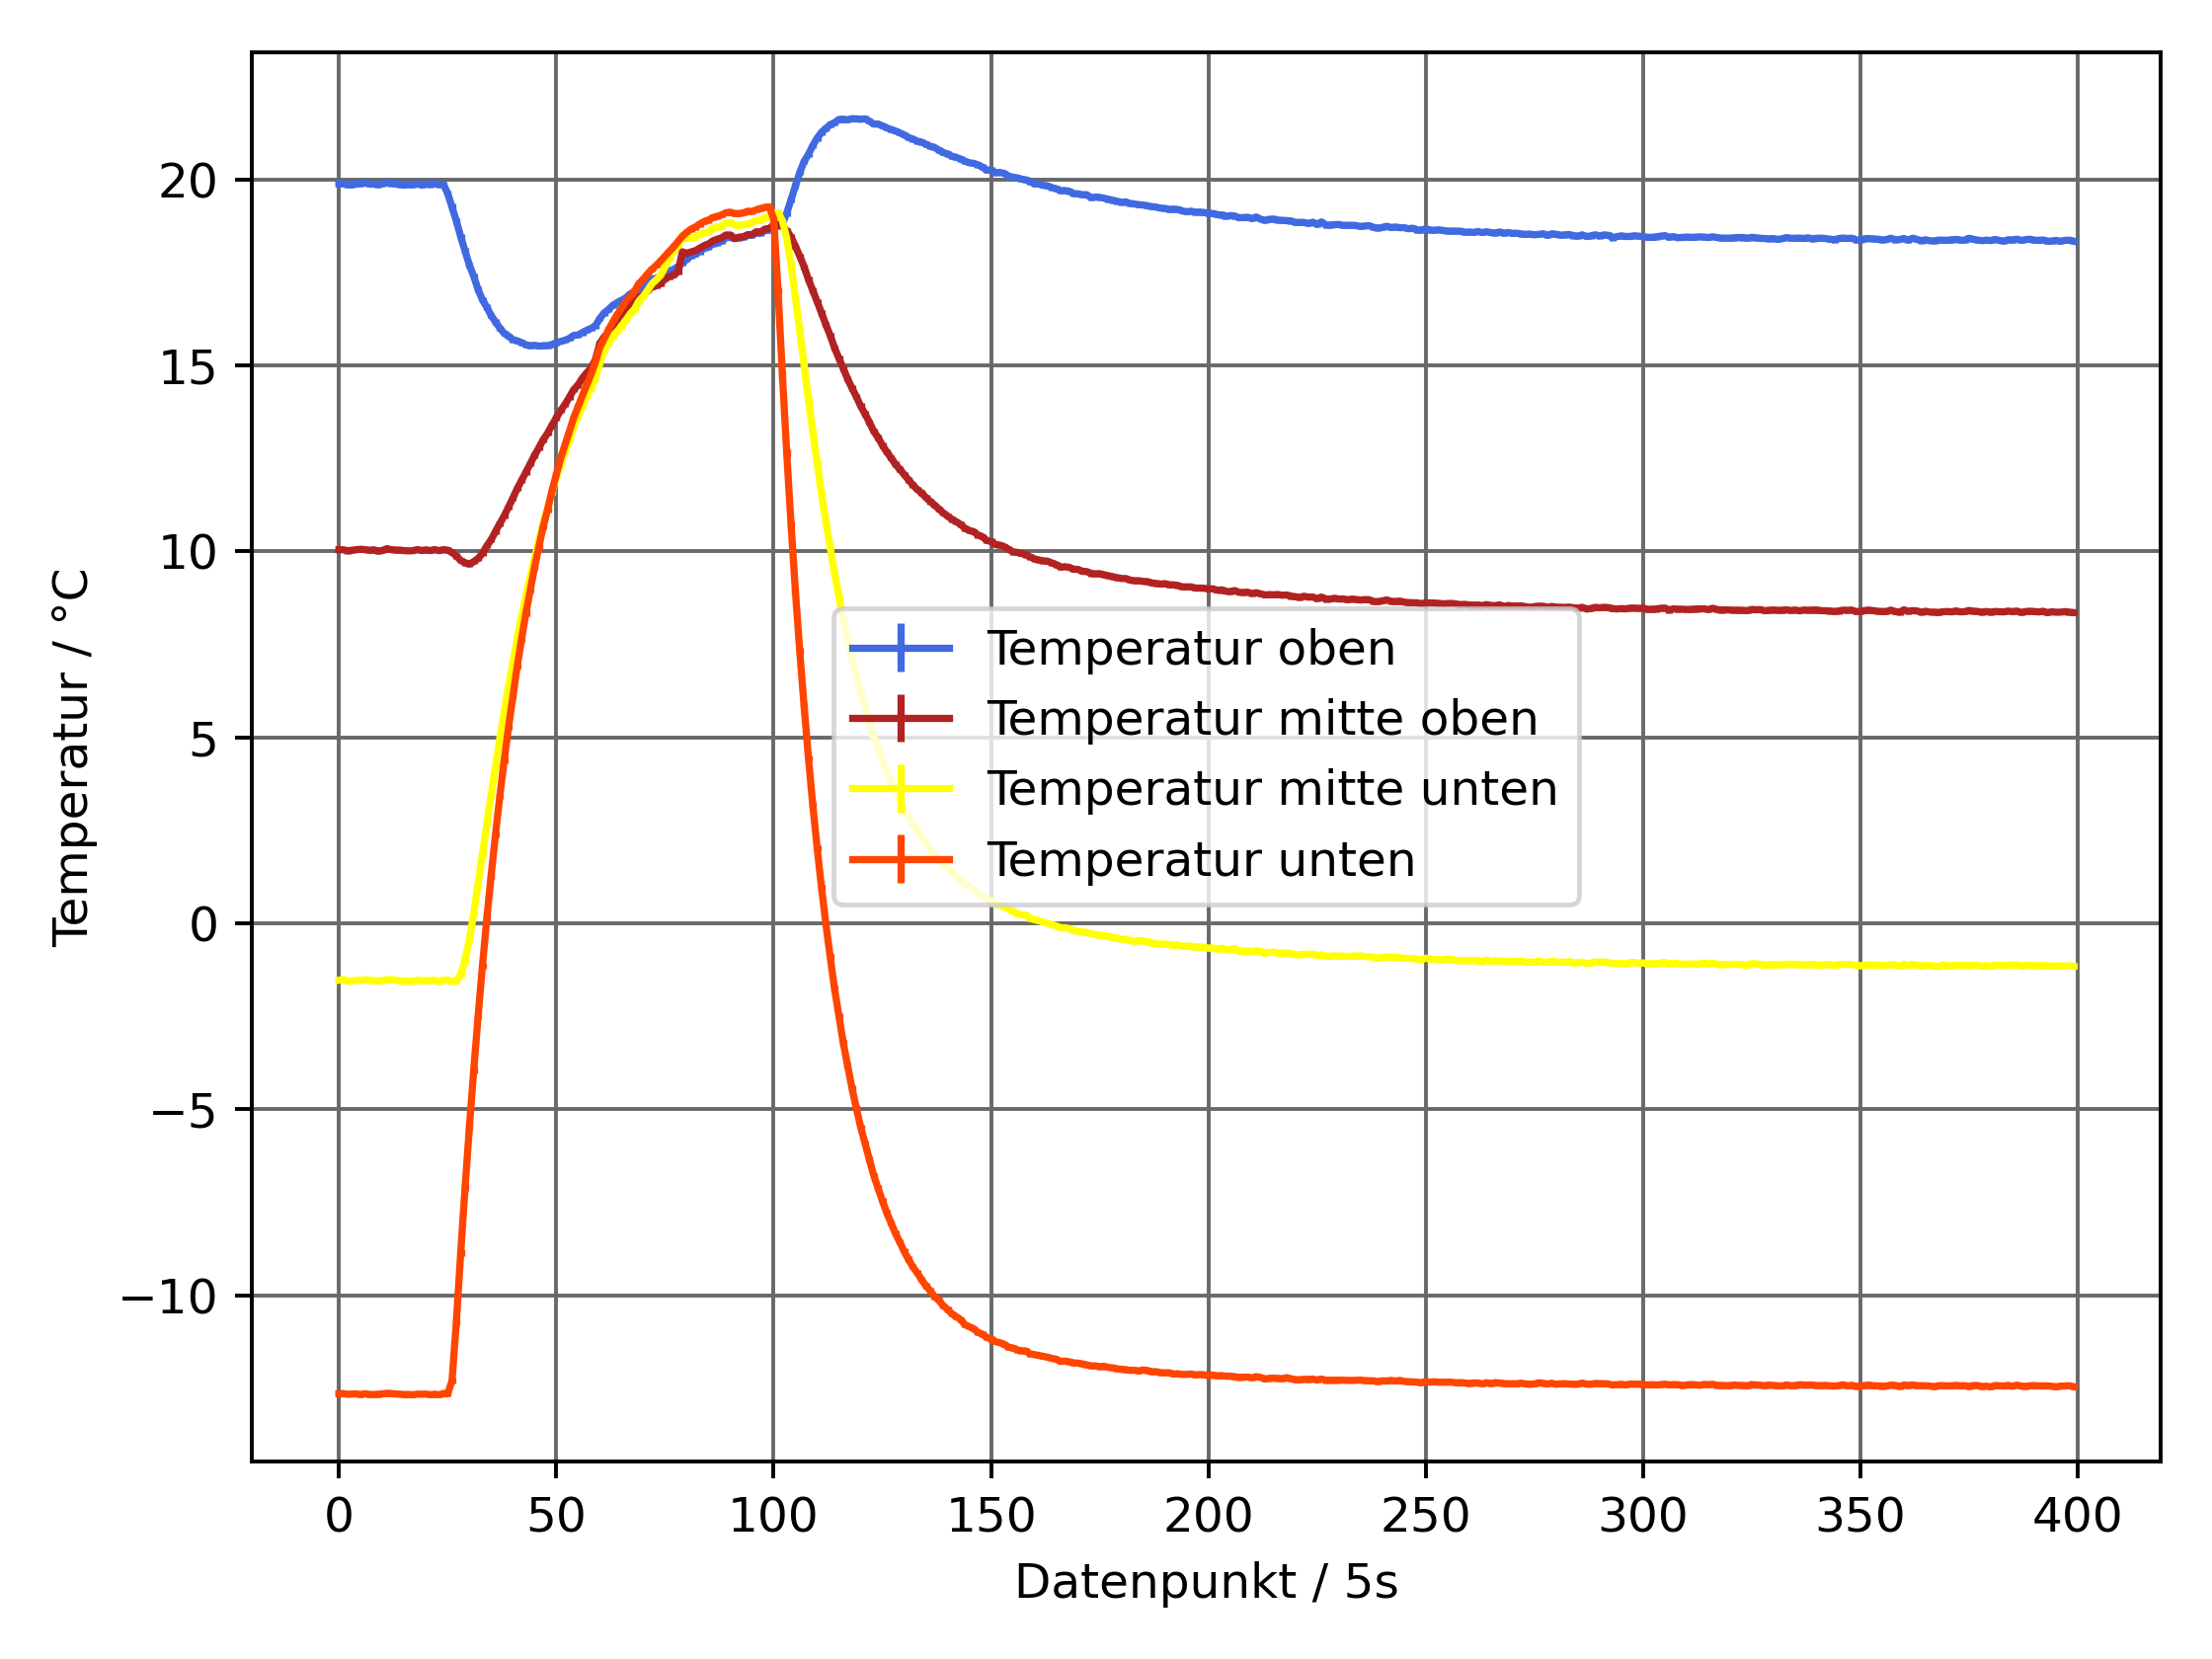 20
15
10
5
0
−5
−10
Temperatur / °C
Temperatur oben
Temperatur mitte oben
Temperatur mitte unten
Temperatur unten
0 50 100 150 200 250 300 350 400
Datenpunkt / 5s